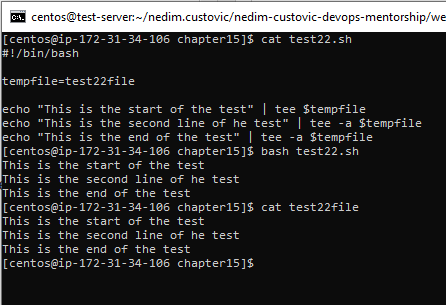 centos@test-server:~/nedim.custovic/nedim-custovic-devops-mentorship/we
[centos@ip-172-31-34-106 chapter15]$ cat test22.sh
#!/bin/bash
tempfile=test22file
echo "This is the start of the test" | tee $tempfile
echo "This is the second line of he test" | tee -a $tempfile
echo "This is the end of the test" | tee -a $tempfile
[centos@ip-172-31-34-106 chapter15]$ bash test22.sh
This is the start of the test
This is the second line of he test
This is the end of the test
[centos@ip-172-31-34-106 chapter15]$ cat test22file
This is the start of the test
This is the second line of he test
This is the end of the test
[centos@ip-172-31-34-106 chapter15]$